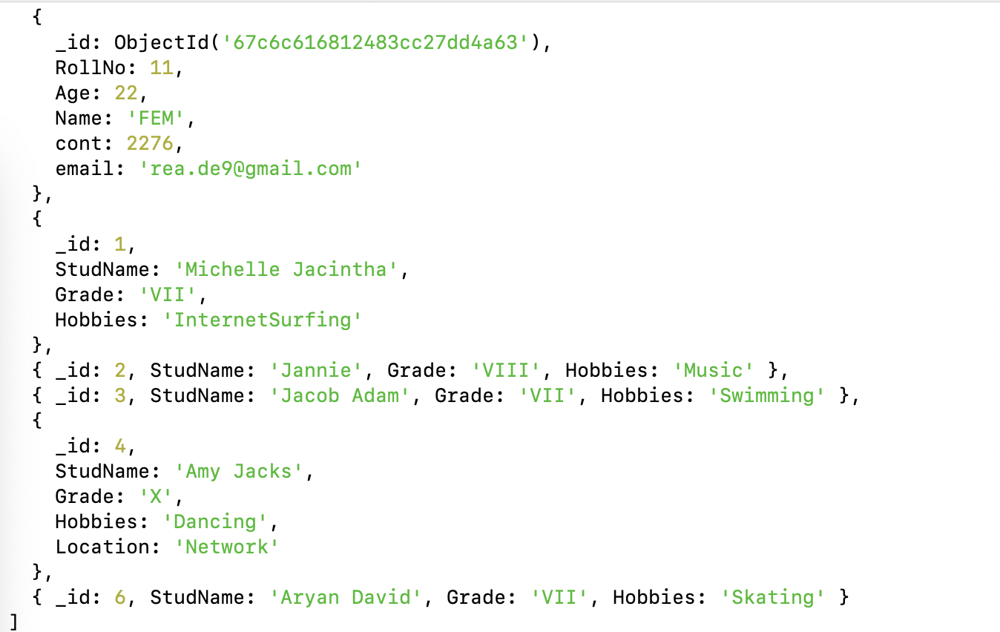 {
_id: ObjectId('67c6c616812483cc27dd4a63'),
RollNo: 11,
Age: 22,
Name: 'FEM',
cont: 2276,
email: 'rea.de9@gmail.com'
},
{
_id: 1,
StudName: 'Michelle Jacintha',
Grade: 'VII',
Hobbies: 'InternetSurfing'
},
{ _id: 2, StudName: 'Jannie', Grade: 'VIII', Hobbies: 'Music' },
{ _id: 3, StudName: 'Jacob Adam', Grade: 'VII', Hobbies: 'Swimming' },
{
_id: 4,
StudName: 'Amy Jacks',
Grade: 'X',
Hobbies: 'Dancing',
Location: 'Network'
},
{ _id: 6, StudName: 'Aryan David', Grade: 'VII', Hobbies: 'Skating' }
]